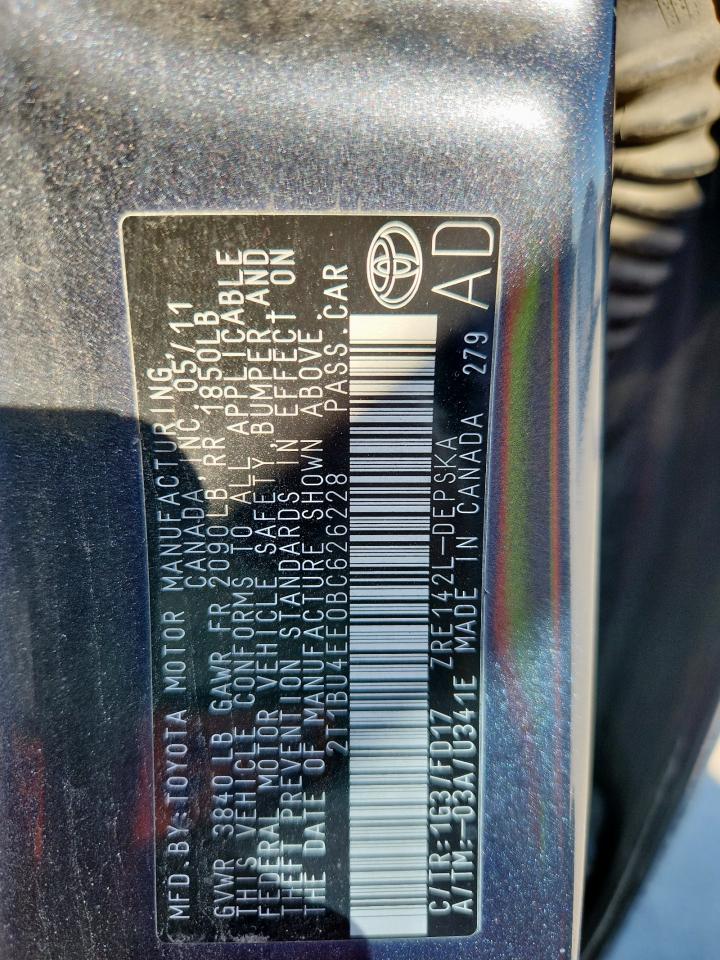 MFD.BY: TOYOTA MOTOR MANUFACTURING,
CANADA INC. 05/11
GVWR 3840LB GAWR FR 2090LB RR 1850LB
THIS VEHICLE CONFORMS TO ALL APPLICABLE
FEDERAL MOTOR VEHICLE SAFETY, BUMPER AND
THEFT PREVENTION STANDARDS IN EFFECT ON
THE DATE OF MANUFACTURE SHOWN ABOVE.
2T1BU4EE0BC626228 PASS.CAR
C/TR:1G3/FD17 ZRE142L-DEPSKA
A/TM:-03A/U341E MADE IN CANADA 279
AD